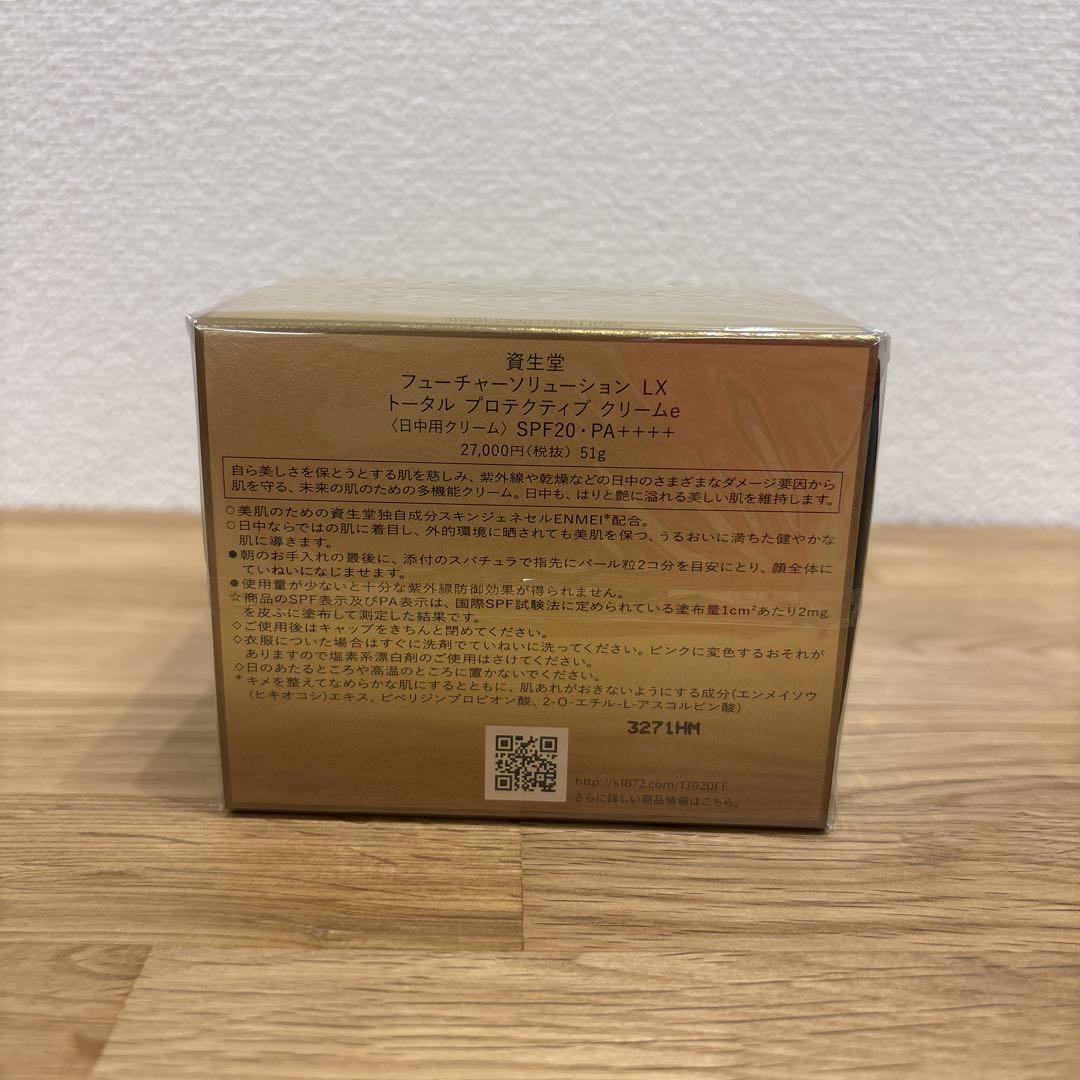 資生堂
フューチャーソリューション LX
トータル プロテクティブ クリームe
〈日中用クリーム〉 SPF20・PA++++
27,000円(税抜) 51g
自ら美しさを保とうとする肌を慈しみ、紫外線や乾燥などの日中のさまざまなダメージ要因から
肌を守る、未来の肌のための多機能クリーム。日中も、はりと艶に溢れる美しい肌を維持します。
○美肌のための資生堂独自成分スキンジェネセルENMEI*配合。
○日中ならではの肌に着目し、外的環境に晒されても美肌を保つ、うるおいに満ちた健やかな
肌に導きます。
●朝のお手入れの最後に、添付のスパチュラで指先にパール粒2コ分を目安にとり、顔全体に
ていねいになじませます。
●使用量が少ないと十分な紫外線防御効果が得られません。
☆商品のSPF表示及びPA表示は、国際SPF試験法に定められている塗布量1cm²あたり2mg
を皮ふに塗布して測定した結果です。
◇ご使用後はキャップをきちんと閉めてください。
◇衣服についた場合はすぐに洗剤でていねいに洗ってください。ピンクに変色するおそれが
ありますので塩素系漂白剤のご使用はさけてください。
◇日のあたるところや高温のところに置かないでください。
* キメを整えてなめらかな肌にするとともに、肌あれがおきないようにする成分(エンメイソウ
(ヒキオコシ)エキス、ピペリジンプロピオン酸、2-O-エチル-L-アスコルビン酸)
3271HM
http://s1872.com/13920FF
さらに詳しい商品情報はこちら。